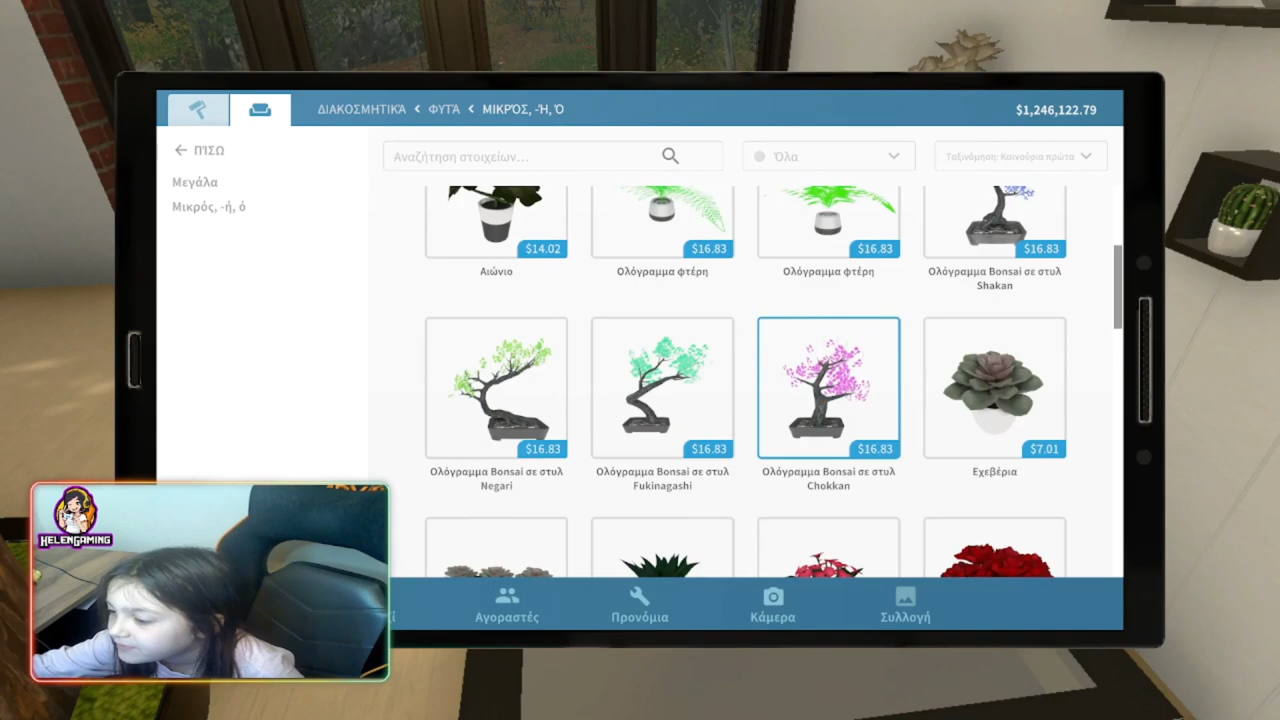 ΔΙΑΚΟΣΜΗΤΙΚΆ < ΦΥΤΆ < ΜΙΚΡΌΣ, -Ή, Ό
$1,246,122.79
← ΠΊΣΩ
Μεγάλα
Μικρός, -ή, ό
Αναζήτηση στοιχείων...
Όλα
Ταξινόμηση: Καινούρια πρώτα
$14.02
$16.83
$16.83
$16.83
Αιώνιο
Ολόγραμμα φτέρη
Ολόγραμμα φτέρη
Ολόγραμμα Bonsai σε στυλ
Shakan
$16.83
$16.83
$16.83
$7.01
Ολόγραμμα Bonsai σε στυλ
Negari
Ολόγραμμα Bonsai σε στυλ
Fukinagashi
Ολόγραμμα Bonsai σε στυλ
Chokkan
Εχεβέρια
HELENGAMING
Αγοραστές
Προνόμια
Κάμερα
Συλλογή